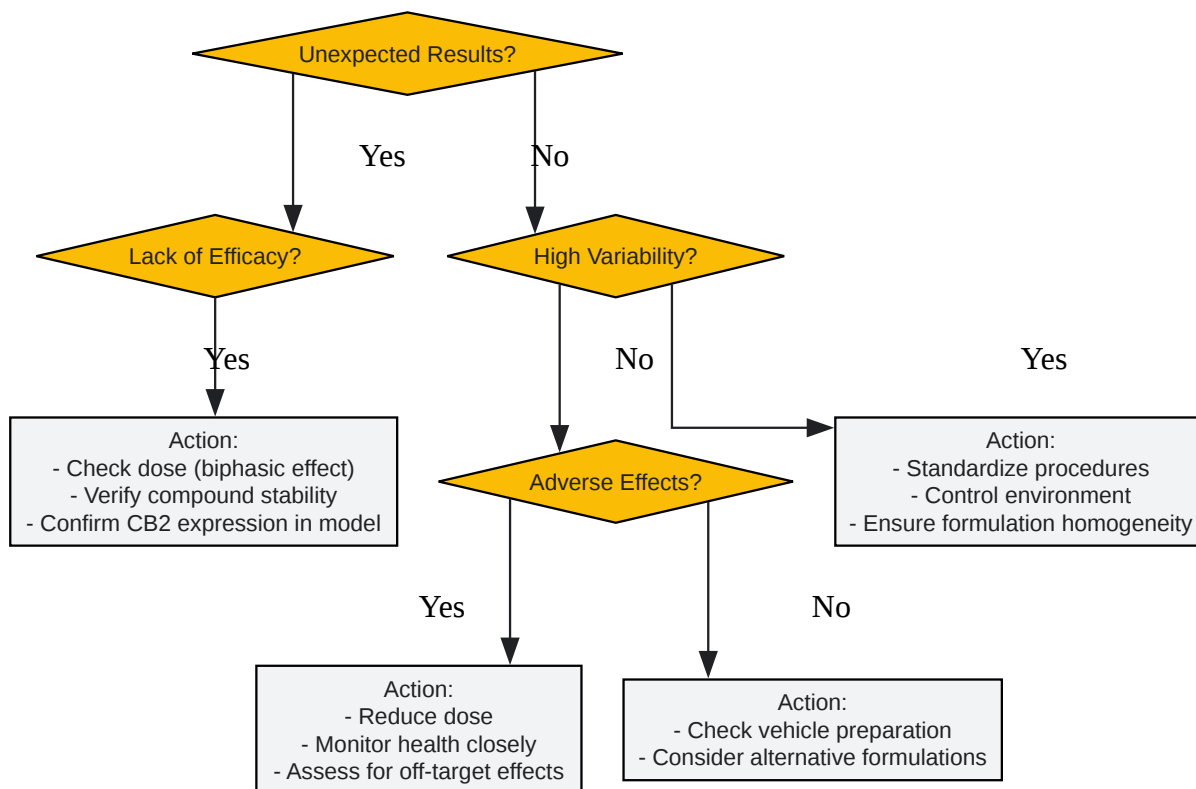 Unexpected Results?
Yes
No
Lack of Efficacy?
High Variability?
Yes
No
Yes
Action:
- Check dose (biphasic effect)
- Verify compound stability
- Confirm CB2 expression in model
Action:
- Standardize procedures
- Control environment
- Ensure formulation homogeneity
Adverse Effects?
Yes
No
Action:
- Reduce dose
- Monitor health closely
- Assess for off-target effects
Action:
- Check vehicle preparation
- Consider alternative formulations